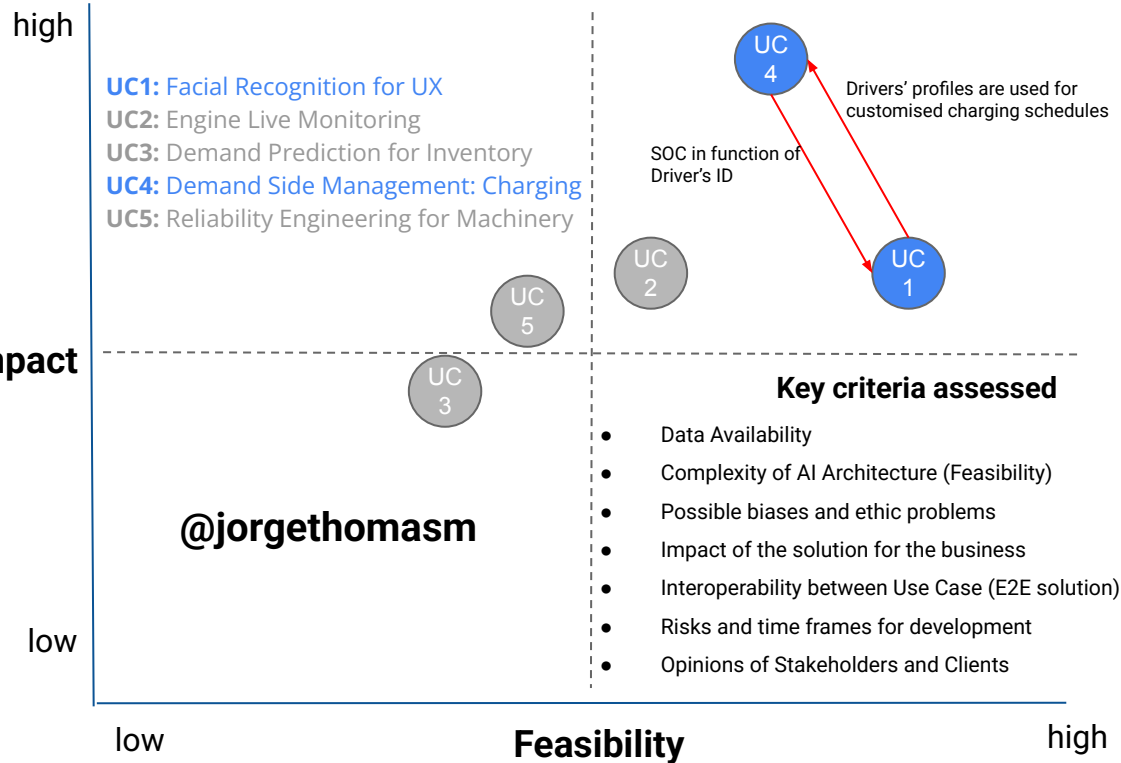 high
UC1: Facial Recognition for UX
UC2: Engine Live Monitoring
UC3: Demand Prediction for Inventory
UC4: Demand Side Management: Charging
UC5: Reliability Engineering for Machinery
UC
4
Drivers’ profiles are used for
customised charging schedules
SOC in function of
Driver’s ID
UC
1
UC
2
UC
5
UC
3
mpact
Key criteria assessed
● Data Availability
● Complexity of AI Architecture (Feasibility)
● Possible biases and ethic problems
● Impact of the solution for the business
● Interoperability between Use Case (E2E solution)
● Risks and time frames for development
● Opinions of Stakeholders and Clients
@jorgethomasm
low
low
Feasibility
high